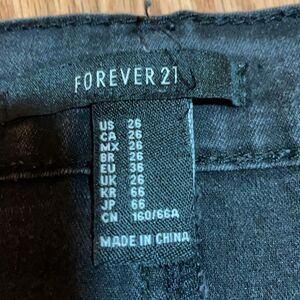 FOREVER 21
US 26
CA 26
MX 26
BR 26
EU 36
UK 26
KR 66
JP 66
CN 160/66A
MADE IN CHINA